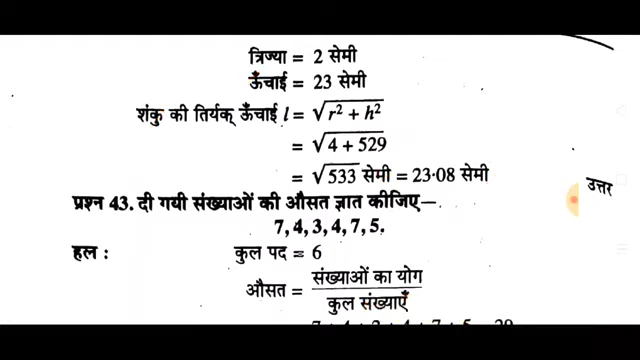 त्रिज्या = 2 सेमी
ऊँचाई = 23 सेमी
शंकु की तिर्यक् ऊँचाई l = √r² + h²
= √4 + 529
= √533 सेमी = 23·08 सेमी
उत्तर
प्रश्न 43. दी गयी संख्याओं की औसत ज्ञात कीजिए—
7, 4, 3, 4, 7, 5.
हल : कुल पद = 6
औसत = संख्याओं का योग
कुल संख्याएँ